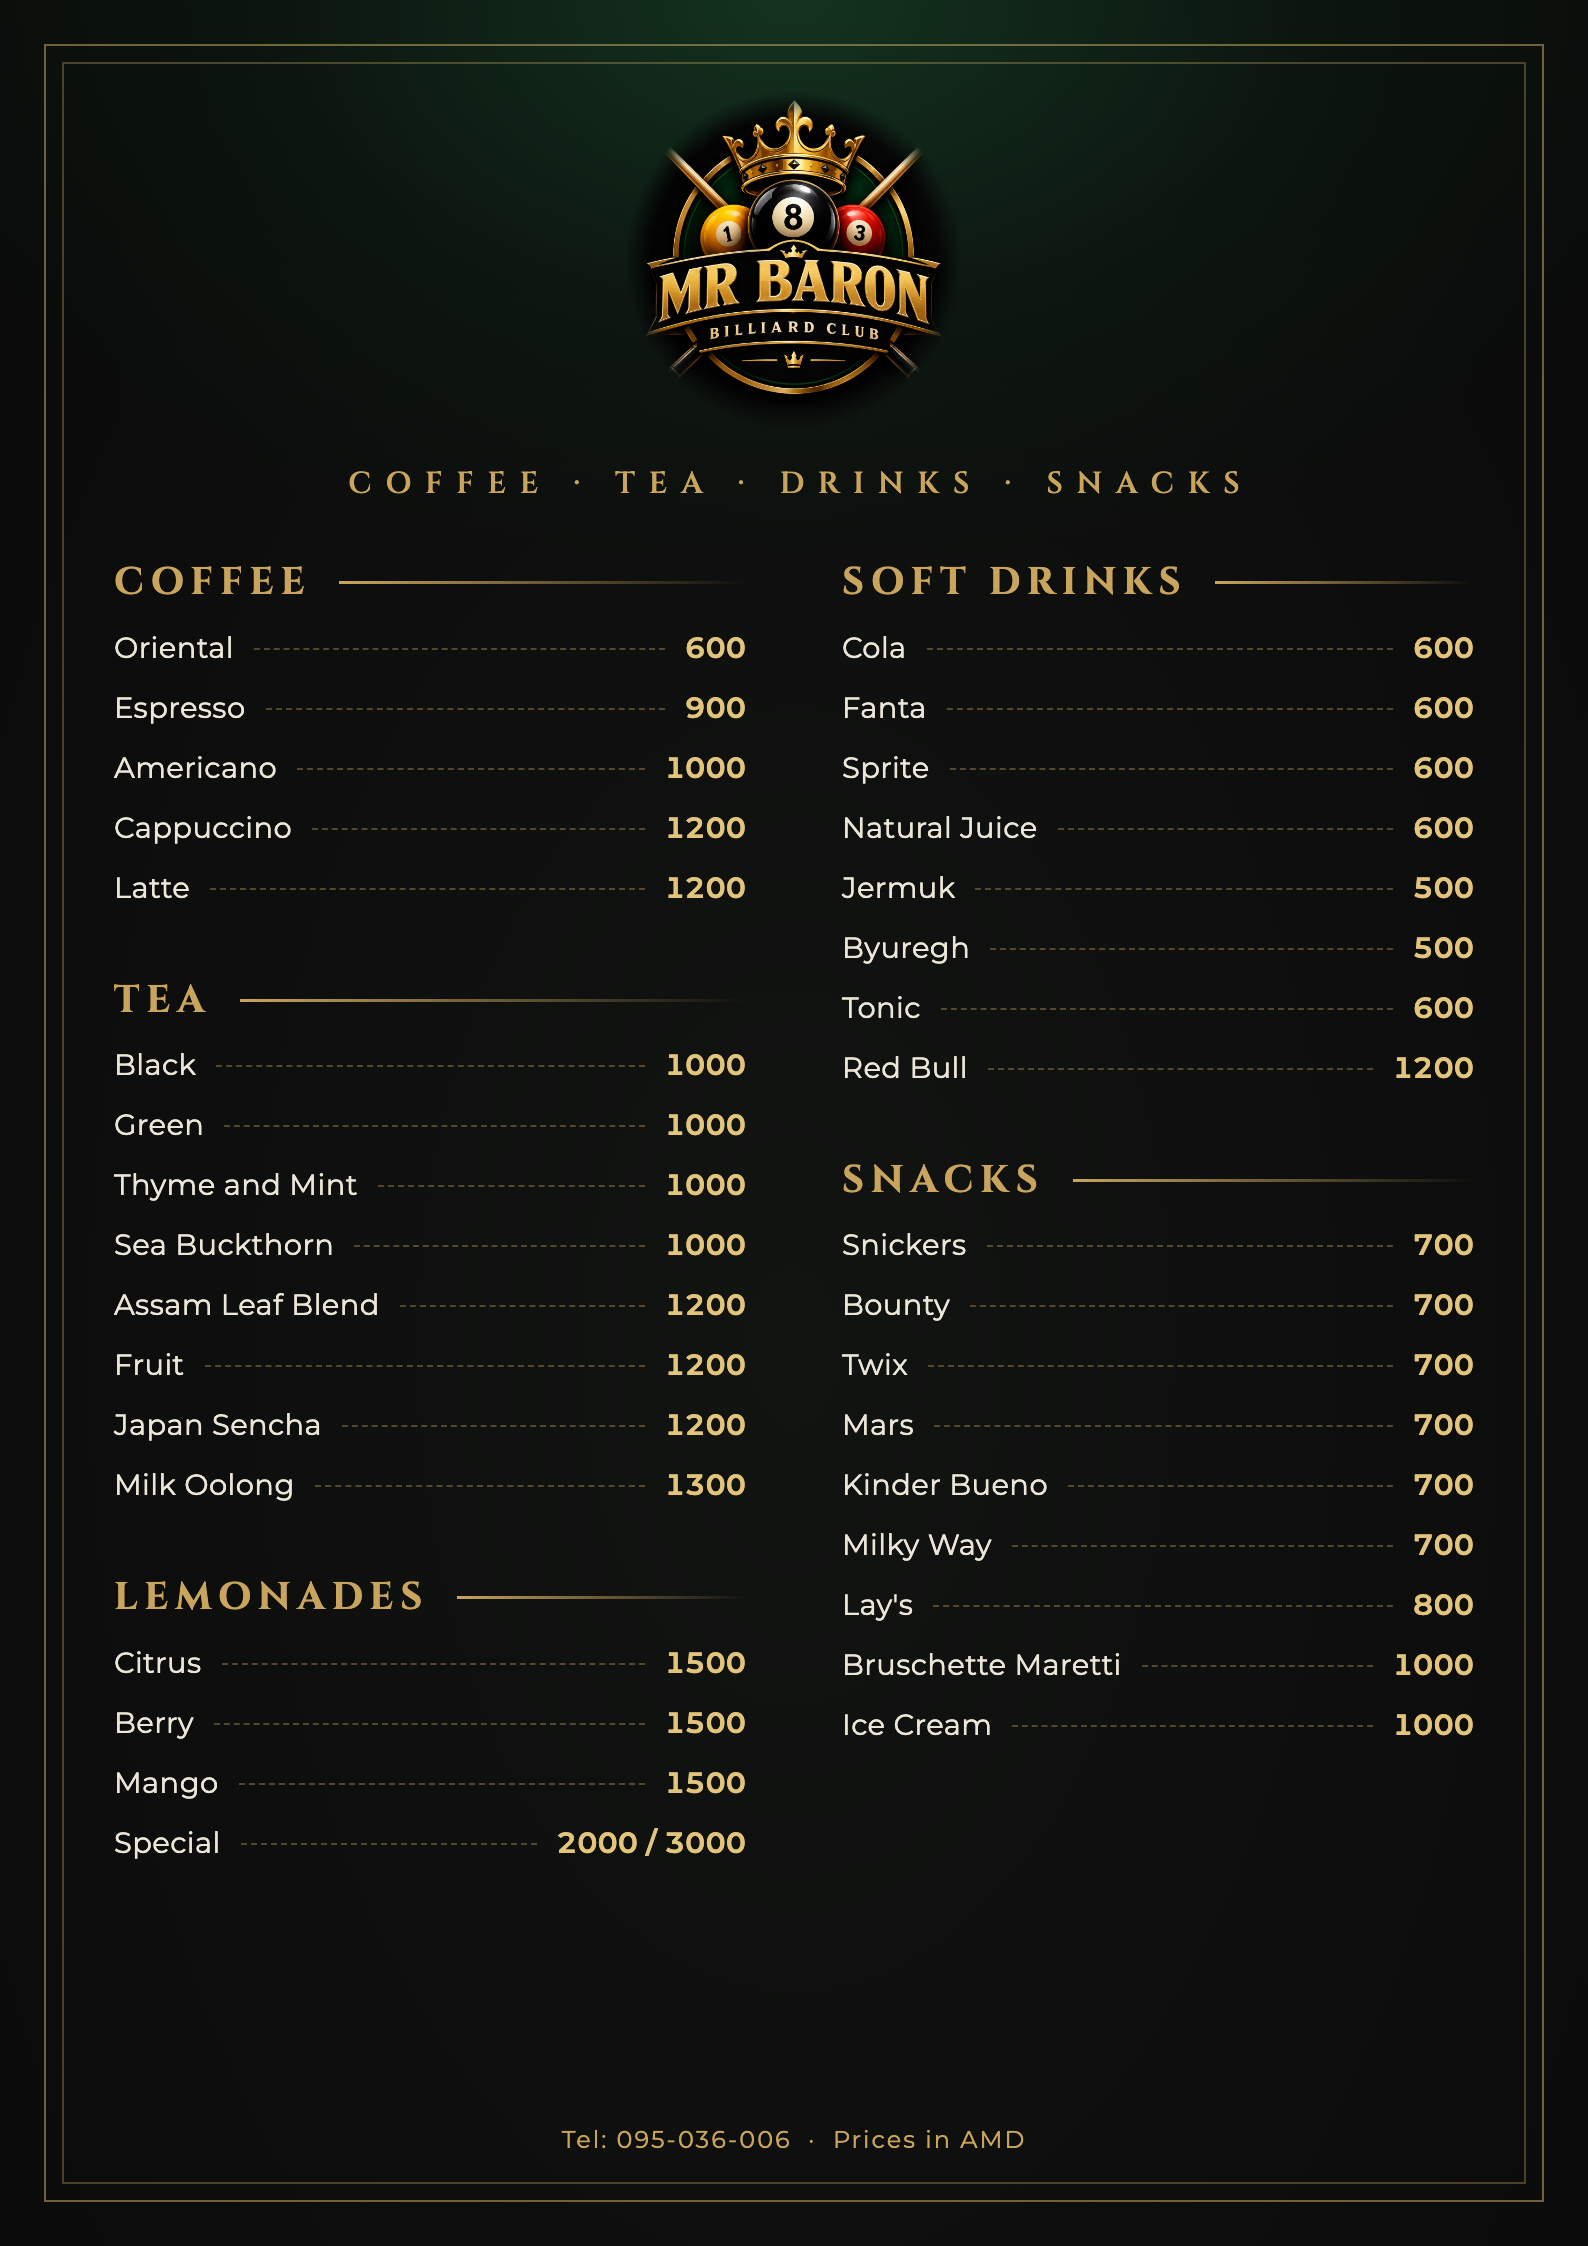 1
8
3
MR BARON
BILLIARD CLUB
COFFEE · TEA · DRINKS · SNACKS
COFFEE
Oriental 600
Espresso 900
Americano 1000
Cappuccino 1200
Latte 1200
TEA
Black 1000
Green 1000
Thyme and Mint 1000
Sea Buckthorn 1000
Assam Leaf Blend 1200
Fruit 1200
Japan Sencha 1200
Milk Oolong 1300
LEMONADES
Citrus 1500
Berry 1500
Mango 1500
Special 2000 / 3000
SOFT DRINKS
Cola 600
Fanta 600
Sprite 600
Natural Juice 600
Jermuk 500
Byuregh 500
Tonic 600
Red Bull 1200
SNACKS
Snickers 700
Bounty 700
Twix 700
Mars 700
Kinder Bueno 700
Milky Way 700
Lay's 800
Bruschette Maretti 1000
Ice Cream 1000
Tel: 095-036-006 · Prices in AMD